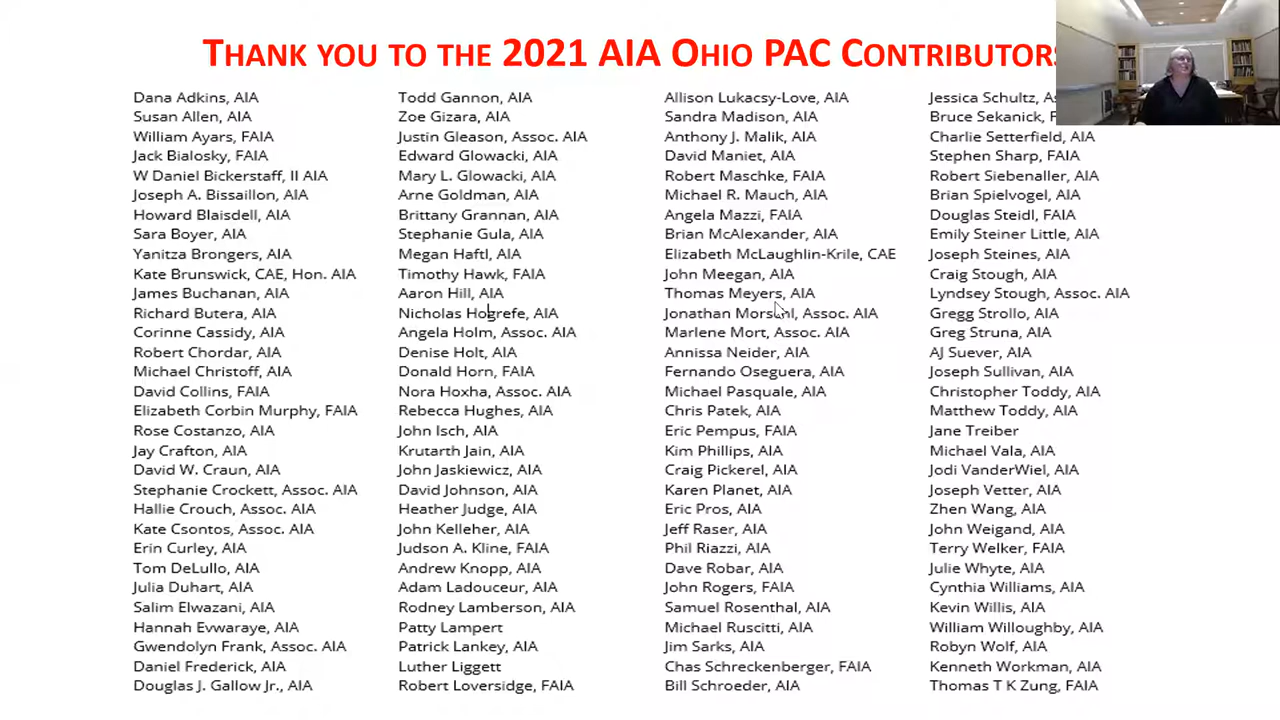 THANK YOU TO THE 2021 AIA OHIO PAC CONTRIBUTORS
Dana Adkins, AIA
Susan Allen, AIA
William Ayars, FAIA
Jack Bialosky, FAIA
W Daniel Bickerstaff, II AIA
Joseph A. Bissaillon, AIA
Howard Blaisdell, AIA
Sara Boyer, AIA
Yanitza Brongers, AIA
Kate Brunswick, CAE, Hon. AIA
James Buchanan, AIA
Richard Butera, AIA
Corinne Cassidy, AIA
Robert Chordar, AIA
Michael Christoff, AIA
David Collins, FAIA
Elizabeth Corbin Murphy, FAIA
Rose Costanzo, AIA
Jay Crafton, AIA
David W. Craun, AIA
Stephanie Crockett, Assoc. AIA
Hallie Crouch, Assoc. AIA
Kate Csontos, Assoc. AIA
Erin Curley, AIA
Tom DeLullo, AIA
Julia Duhart, AIA
Salim Elwazani, AIA
Hannah Evwaraye, AIA
Gwendolyn Frank, Assoc. AIA
Daniel Frederick, AIA
Douglas J. Gallow Jr., AIA
Todd Gannon, AIA
Zoe Gizara, AIA
Justin Gleason, Assoc. AIA
Edward Glowacki, AIA
Mary L. Glowacki, AIA
Arne Goldman, AIA
Brittany Grannan, AIA
Stephanie Gula, AIA
Megan Haftl, AIA
Timothy Hawk, FAIA
Aaron Hill, AIA
Nicholas Hogrefe, AIA
Angela Holm, Assoc. AIA
Denise Holt, AIA
Donald Horn, FAIA
Nora Hoxha, Assoc. AIA
Rebecca Hughes, AIA
John Isch, AIA
Krutarth Jain, AIA
John Jaskiewicz, AIA
David Johnson, AIA
Heather Judge, AIA
John Kelleher, AIA
Judson A. Kline, FAIA
Andrew Knopp, AIA
Adam Ladouceur, AIA
Rodney Lamberson, AIA
Patty Lampert
Patrick Lankey, AIA
Luther Liggett
Robert Loversidge, FAIA
Allison Lukacsy-Love, AIA
Sandra Madison, AIA
Anthony J. Malik, AIA
David Maniet, AIA
Robert Maschke, FAIA
Michael R. Mauch, AIA
Angela Mazzi, FAIA
Brian McAlexander, AIA
Elizabeth McLaughlin-Krile, CAE
John Meegan, AIA
Thomas Meyers, AIA
Jonathan Assoc. AIA
Marlene Mort, Assoc. AIA
Annissa Neider, AIA
Fernando Oseguera, AIA
Michael Pasquale, AIA
Chris Patek, AIA
Eric Pempus, FAIA
Kim Phillips, AIA
Craig Pickerel, AIA
Karen Planet, AIA
Eric Pros, AIA
Jeff Raser, AIA
Phil Riazzi, AIA
Dave Robar, AIA
John Rogers, FAIA
Samuel Rosenthal, AIA
Michael Ruscitti, AIA
Jim Sarks, AIA
Chas Schreckenberger, FAIA
Bill Schroeder, AIA
Jessica Schultz,
Bruce Sekanick,
Charlie Setterfield, AIA
Stephen Sharp, FAIA
Robert Siebenaller, AIA
Brian Spielvogel, AIA
Douglas Steidl, FAIA
Emily Steiner Little, AIA
Joseph Steines, AIA
Craig Stough, AIA
Lyndsey Stough, Assoc. AIA
Gregg Strollo, AIA
Greg Struna, AIA
AJ Suever, AIA
Joseph Sullivan, AIA
Christopher Toddy, AIA
Matthew Toddy, AIA
Jane Treiber
Michael Vala, AIA
Jodi VanderWiel, AIA
Joseph Vetter, AIA
Zhen Wang, AIA
John Weigand, AIA
Terry Welker, FAIA
Julie Whyte, AIA
Cynthia Williams, AIA
Kevin Willis, AIA
William Willoughby, AIA
Robyn Wolf, AIA
Kenneth Workman, AIA
Thomas T K Zung, FAIA